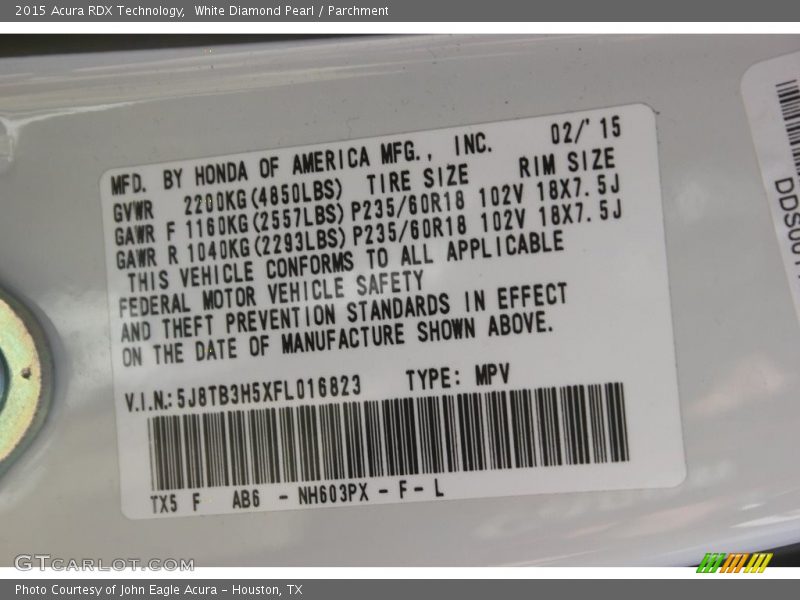 2015 Acura RDX Technology,  White Diamond Pearl / Parchment
MFD. BY HONDA OF AMERICA MFG., INC. 02/'15
GVWR 2200KG(4850LBS) TIRE SIZE RIM SIZE
GAWR F 1160KG(2557LBS) P235/60R18 102V 18X7.5J
GAWR R 1040KG(2293LBS) P235/60R18 102V 18X7.5J
THIS VEHICLE CONFORMS TO ALL APPLICABLE
FEDERAL MOTOR VEHICLE SAFETY
AND THEFT PREVENTION STANDARDS IN EFFECT
ON THE DATE OF MANUFACTURE SHOWN ABOVE.
V.I.N.: 5J8TB3H5XFL016823 TYPE: MPV
TX5 F AB6 - NH603PX - F - L
GTCARLOT.COM
Photo Courtesy of John Eagle Acura - Houston, TX